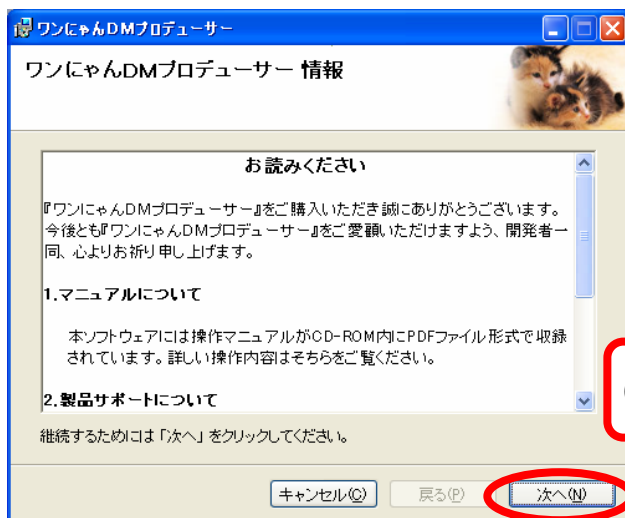 ワンにゃんDMプロデューサー
ワンにゃんDMプロデューサー 情報
お読みください
『ワンにゃんDMプロデューサー』をご購入いただき誠にありがとうございます。
今後とも『ワンにゃんDMプロデューサー』をご愛顧いただけますよう、開発者一
同、心よりお祈り申し上げます。
1.マニュアルについて
本ソフトウェアには操作マニュアルがCD-ROM内にPDFファイル形式で収録
されています。詳しい操作内容はそちらをご覧ください。
2.製品サポートについて
継続するためには「次へ」をクリックしてください。
キャンセル(C) 戻る(P) 次へ(N)